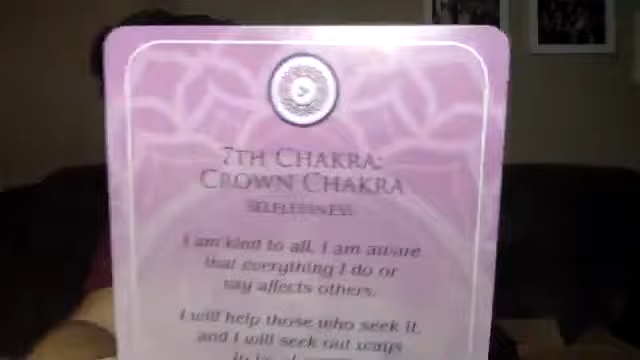 7TH CHAKRA:
CROWN CHAKRA
SELFLESSNESS
I am kind to all. I am aware
that everything I do or
say affects others.
I will help those who seek it,
and I will seek out ways